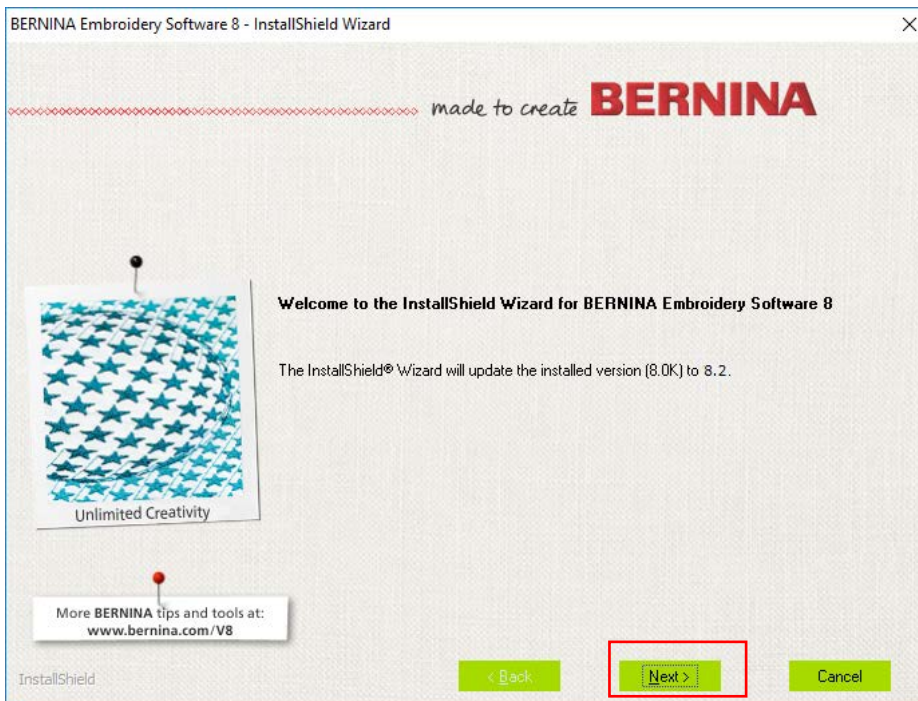 BERNINA Embroidery Software 8 - InstallShield Wizard
made to create BERNINA
Welcome to the InstallShield Wizard for BERNINA Embroidery Software 8
The InstallShield® Wizard will update the installed version (8.0K) to 8.2.
Unlimited Creativity
More BERNINA tips and tools at:
www.bernina.com/V8
InstallShield
< Back
Next >
Cancel